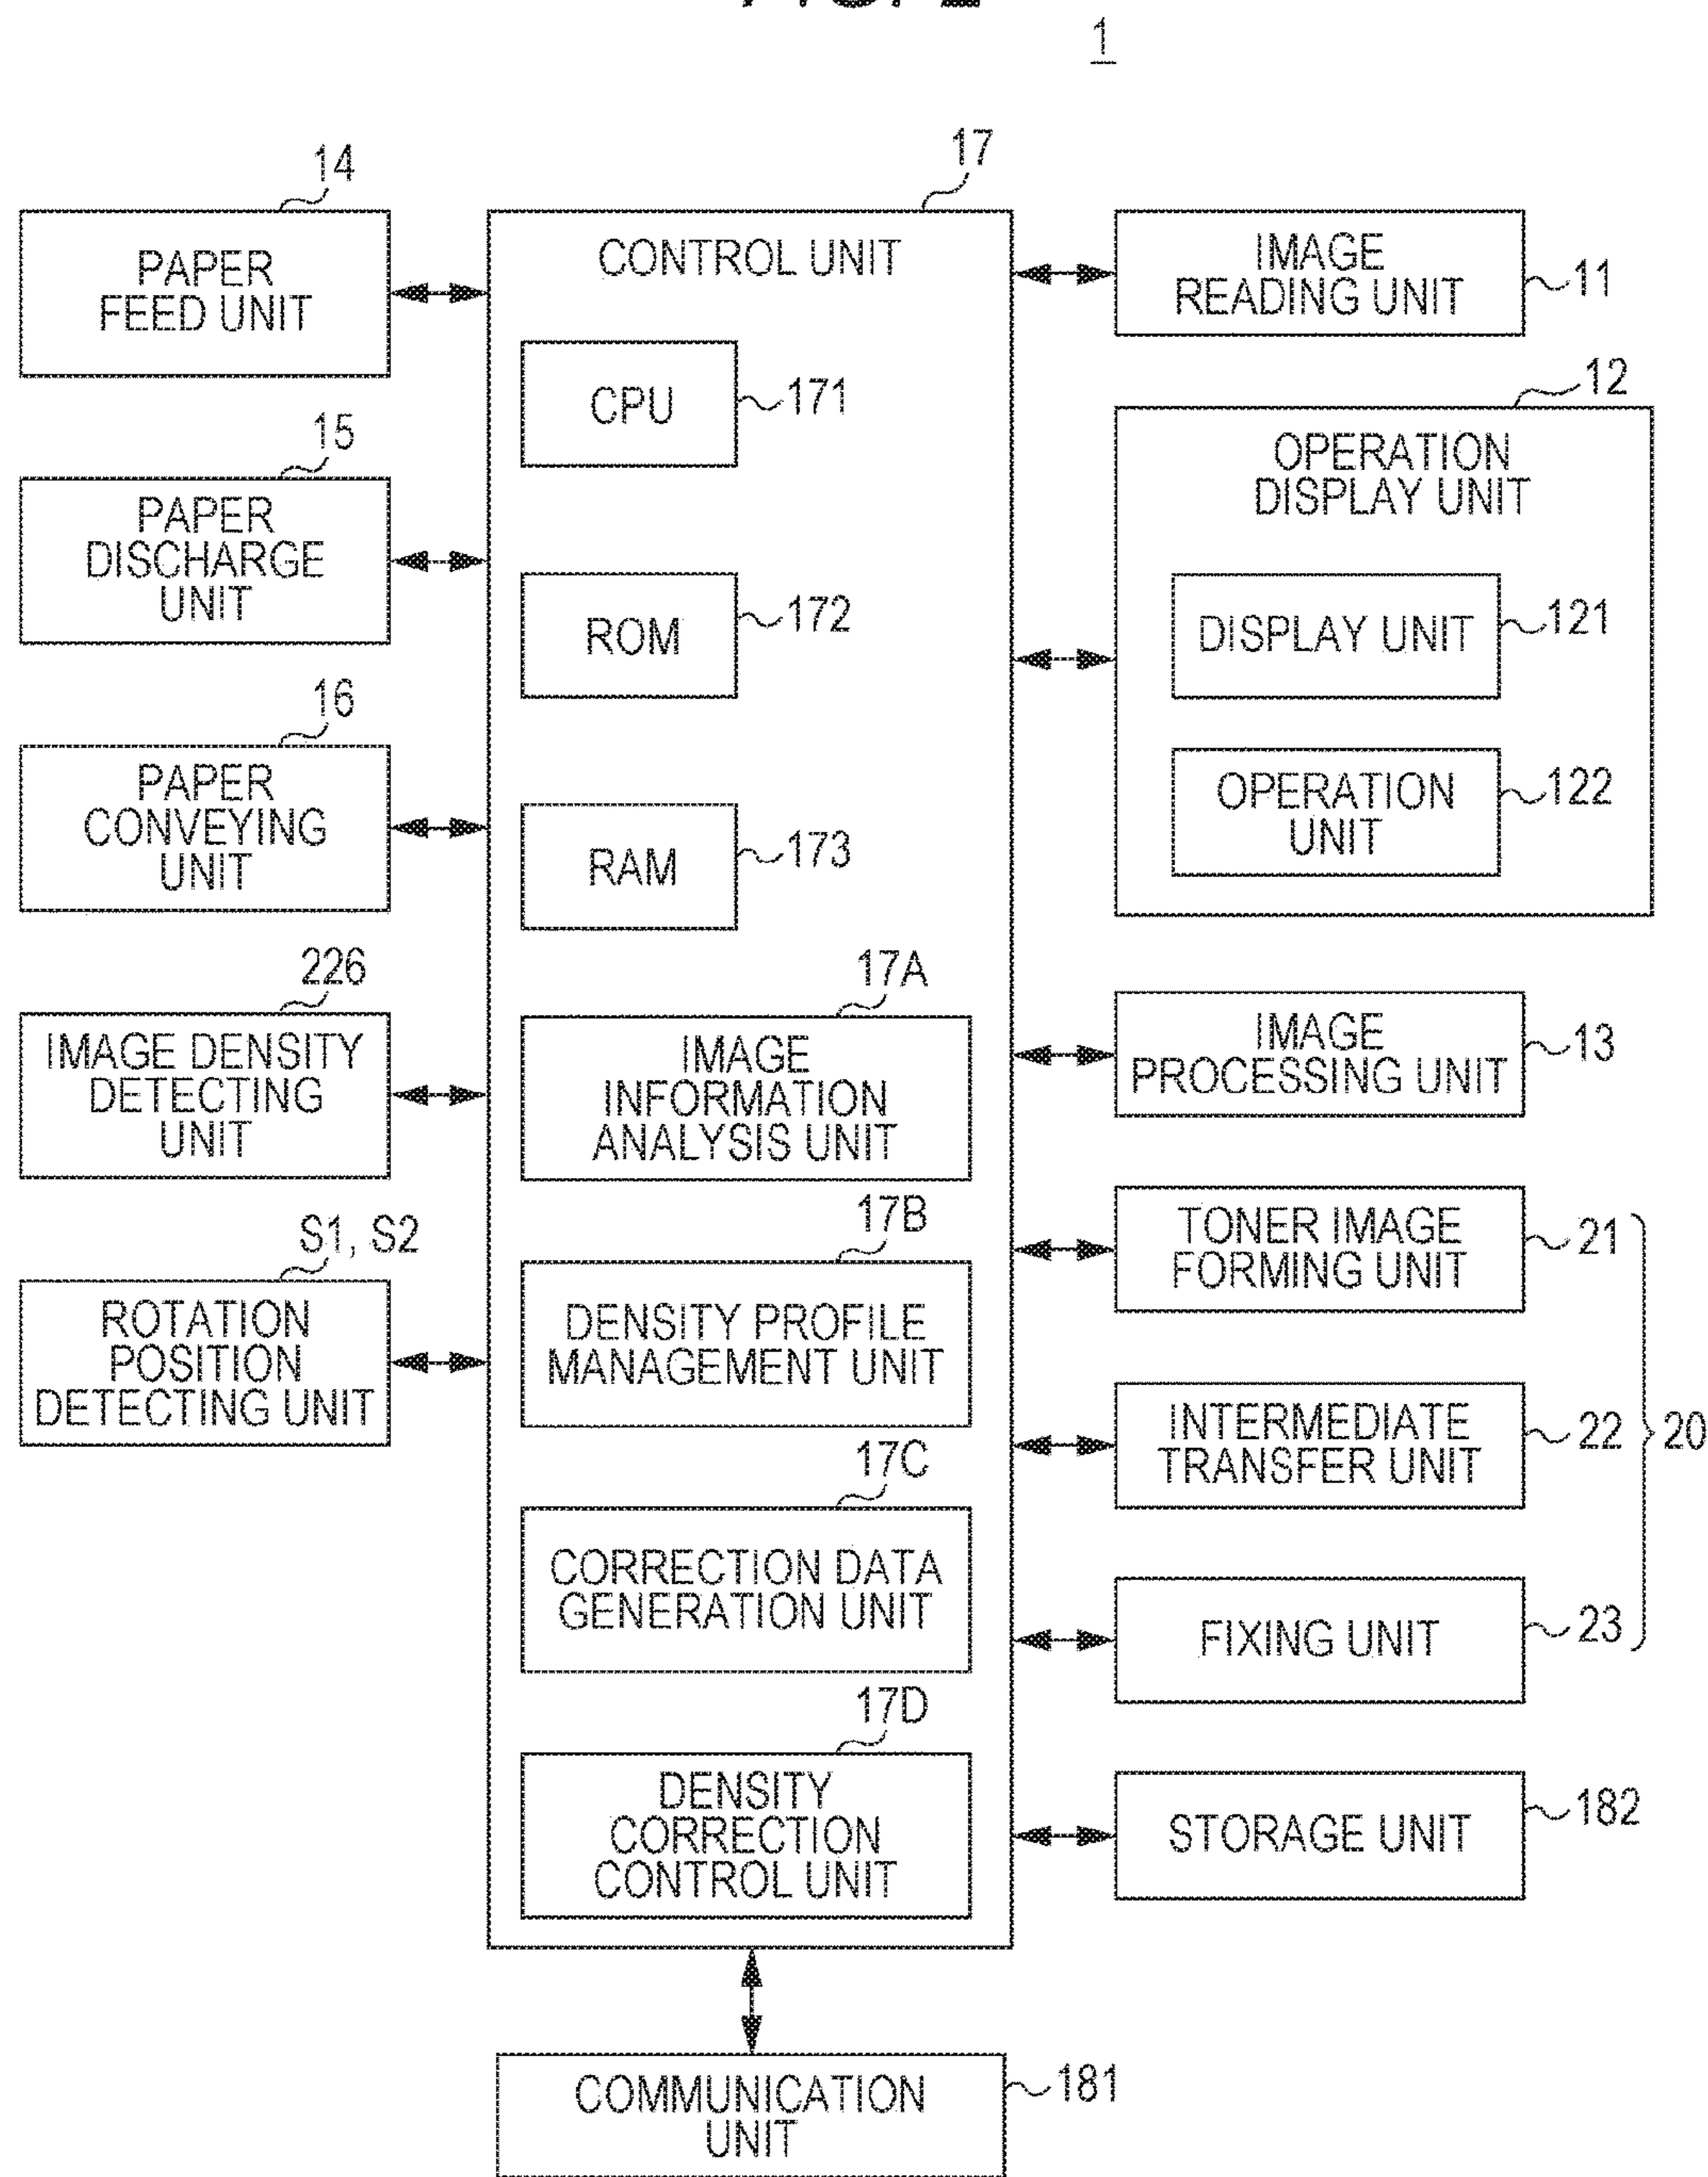 1
14
PAPER
FEED UNIT
15
PAPER
DISCHARGE
UNIT
16
PAPER
CONVEYING
UNIT
226
IMAGE DENSITY
DETECTING
UNIT
S1, S2
ROTATION
POSITION
DETECTING UNIT
17
CONTROL UNIT
CPU
171
ROM
172
RAM
173
17A
IMAGE
INFORMATION
ANALYSIS UNIT
17B
DENSITY PROFILE
MANAGEMENT UNIT
17C
CORRECTION DATA
GENERATION UNIT
17D
DENSITY
CORRECTION
CONTROL UNIT
IMAGE
READING UNIT
11
12
OPERATION
DISPLAY UNIT
DISPLAY UNIT
121
OPERATION
UNIT
122
IMAGE
PROCESSING UNIT
13
TONER IMAGE
FORMING UNIT
21
INTERMEDIATE
TRANSFER UNIT
22
20
FIXING UNIT
23
STORAGE UNIT
182
COMMUNICATION
UNIT
181